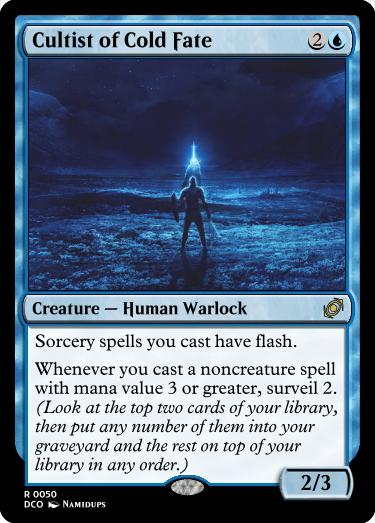 Cultist of Cold Fate 2
Creature — Human Warlock
Sorcery spells you cast have flash.
Whenever you cast a noncreature spell
with mana value 3 or greater, surveil 2.
(Look at the top two cards of your library,
then put any number of them into your
graveyard and the rest on top of your
library in any order.)
2/3
R 0050
DCO Namidups